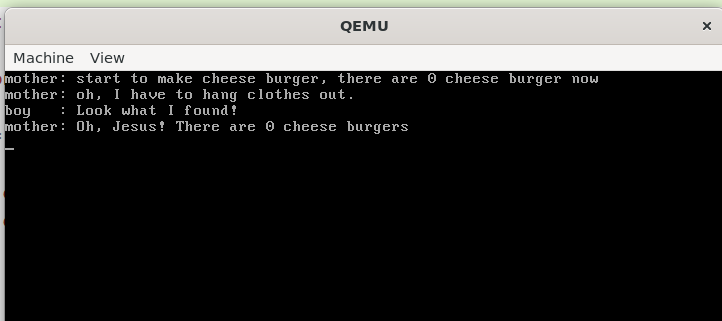 QEMU ×
Machine View
mother: start to make cheese burger, there are 0 cheese burger now
mother: oh, I have to hang clothes out.
boy   : Look what I found!
mother: Oh, Jesus! There are 0 cheese burgers
_